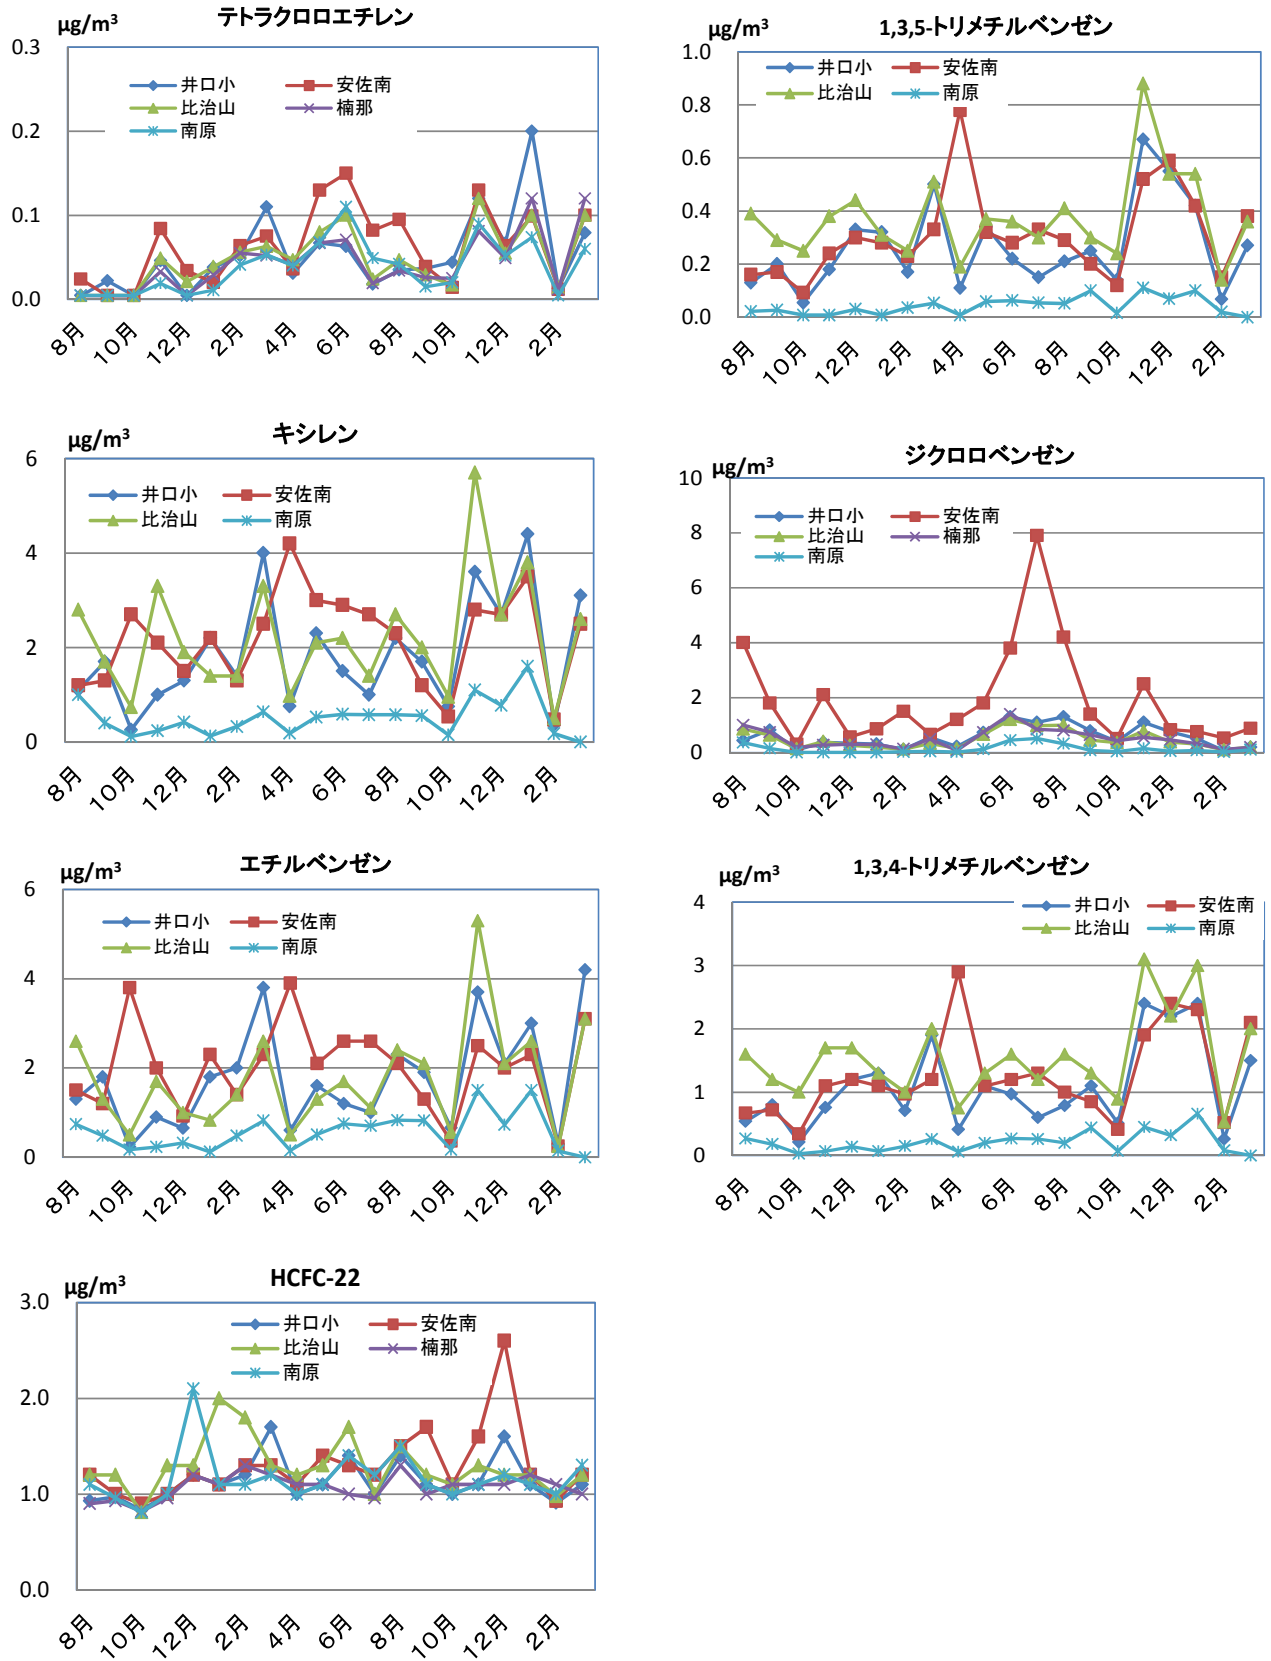 テトラクロロエチレン
µg/m³
0.3
0.2
0.1
0.0
井口小 安佐南
比治山 楠那
南原
8月 10月 12月 2月 4月 6月 8月 10月 12月 2月
1,3,5-トリメチルベンゼン
µg/m³
1.0
0.8
0.6
0.4
0.2
0.0
井口小 安佐南
比治山 南原
8月 10月 12月 2月 4月 6月 8月 10月 12月 2月
キシレン
µg/m³
6
4
2
0
井口小 安佐南
比治山 南原
8月 10月 12月 2月 4月 6月 8月 10月 12月 2月
ジクロロベンゼン
µg/m³
10
8
6
4
2
0
井口小 安佐南
比治山 楠那
南原
8月 10月 12月 2月 4月 6月 8月 10月 12月 2月
エチルベンゼン
µg/m³
6
4
2
0
井口小 安佐南
比治山 南原
8月 10月 12月 2月 4月 6月 8月 10月 12月 2月
1,3,4-トリメチルベンゼン
µg/m³
4
3
2
1
0
井口小 安佐南
比治山 南原
8月 10月 12月 2月 4月 6月 8月 10月 12月 2月
HCFC-22
µg/m³
3.0
2.0
1.0
0.0
井口小 安佐南
比治山 楠那
南原
8月 10月 12月 2月 4月 6月 8月 10月 12月 2月